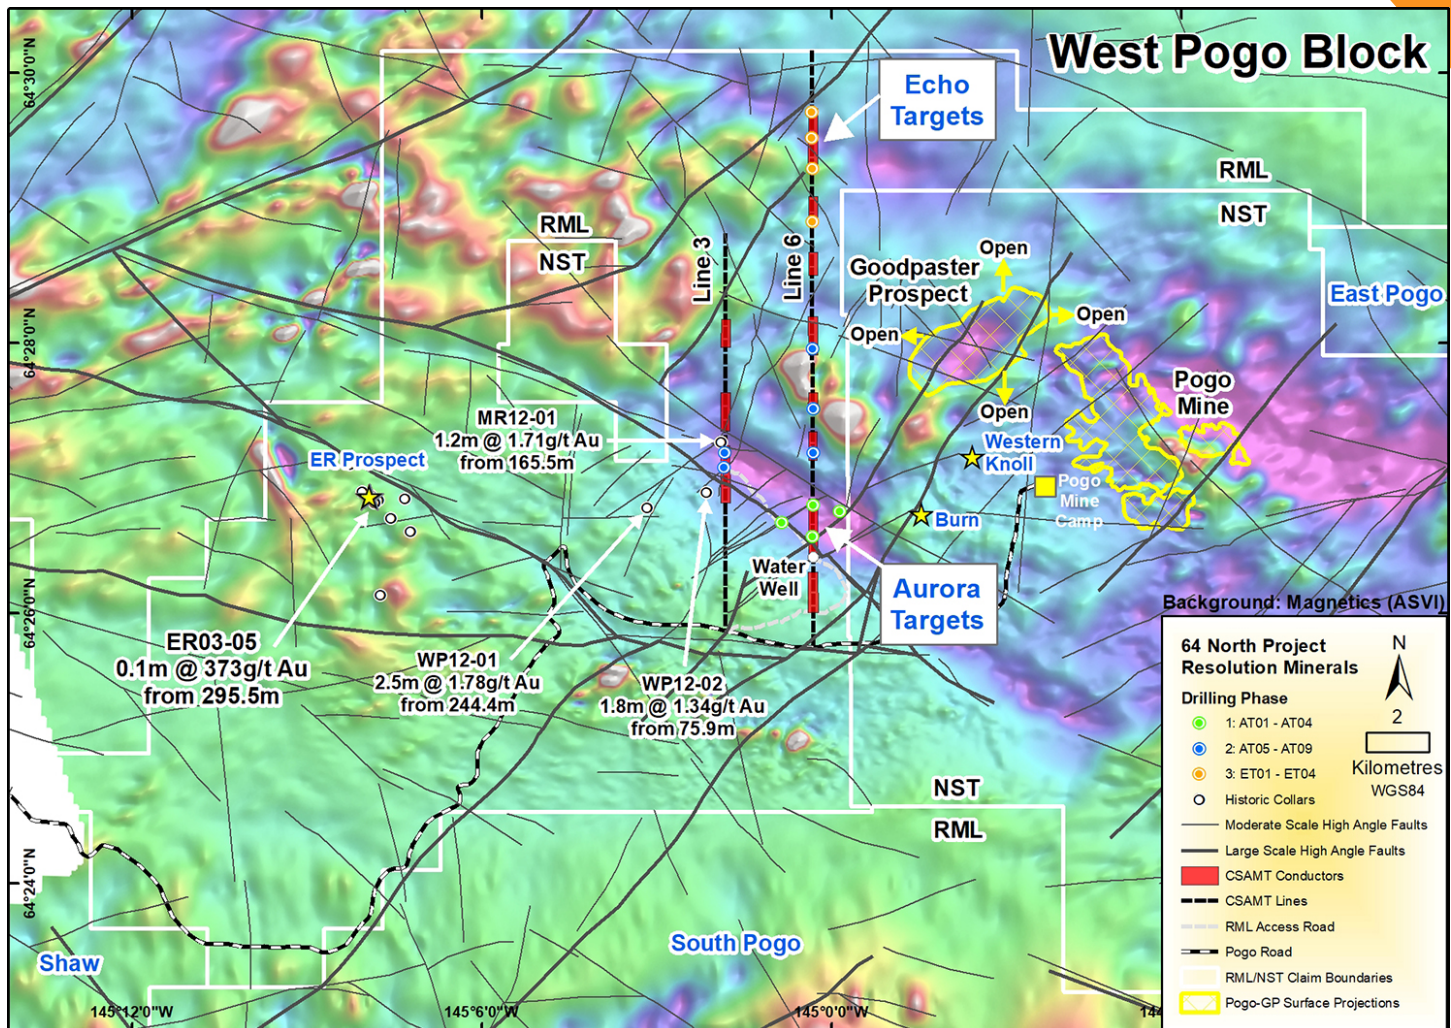 West Pogo Block
64°30'0"N
Echo
Targets
RML
NST
RML
NST
Line 3
Line 6
Goodpaster
Prospect
Open
Open
Open
Open
East Pogo
64°28'0"N
Pogo
Mine
MR12-01
1.2m @ 1.71g/t Au
from 165.5m
ER Prospect
Western
Knoll
Pogo
Mine
Camp
Burn
Water
Well
Aurora
Targets
64°26'0"N
ER03-05
0.1m @ 373g/t Au
from 295.5m
WP12-01
2.5m @ 1.78g/t Au
from 244.4m
WP12-02
1.8m @ 1.34g/t Au
from 75.9m
Background: Magnetics (ASVI)
64 North Project
Resolution Minerals
Drilling Phase
1: AT01 - AT04
2: AT05 - AT09
3: ET01 - ET04
Historic Collars
Moderate Scale High Angle Faults
Large Scale High Angle Faults
CSAMT Conductors
CSAMT Lines
RML Access Road
Pogo Road
RML/NST Claim Boundaries
Pogo-GP Surface Projections
N
2
Kilometres
WGS84
NST
RML
64°24'0"N
South Pogo
Shaw
145°12'0"W
145°6'0"W
145°0'0"W
144